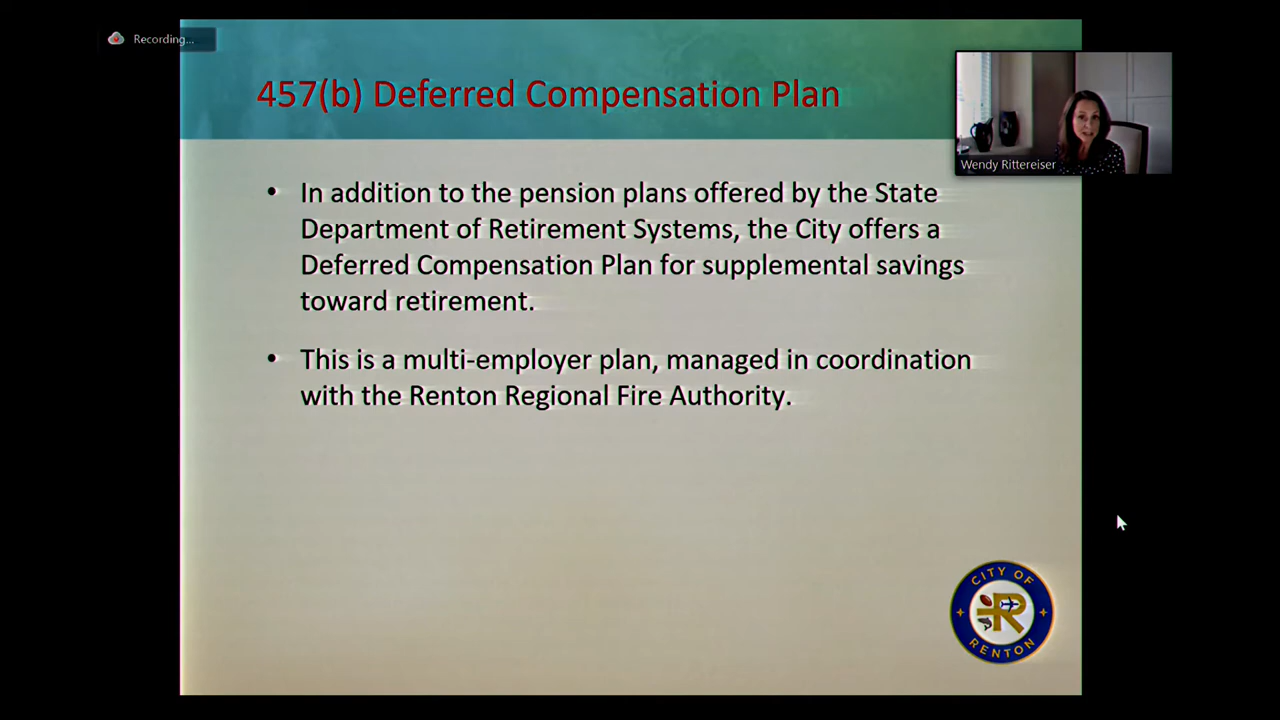 Recording...
457(b) Deferred Compensation Plan
Wendy Rittereiser
• In addition to the pension plans offered by the State
Department of Retirement Systems, the City offers a
Deferred Compensation Plan for supplemental savings
toward retirement.
• This is a multi-employer plan, managed in coordination
with the Renton Regional Fire Authority.
CITY OF
R
RENTON